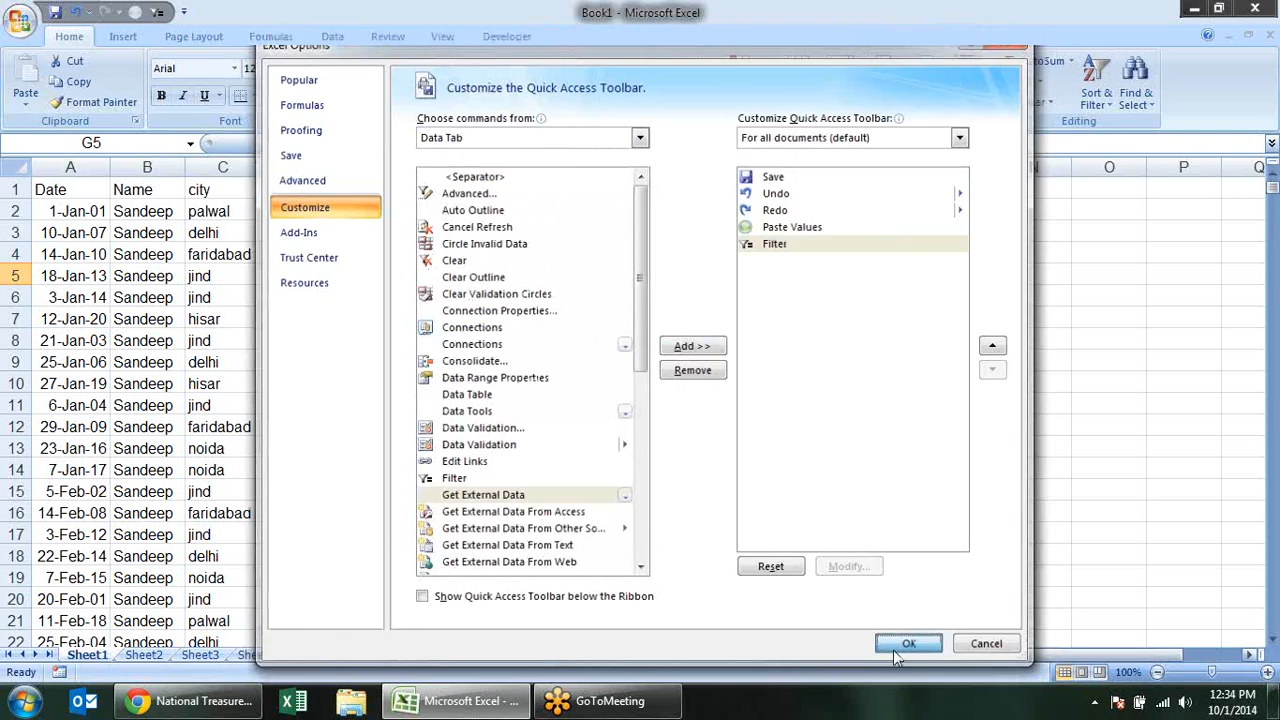 Book1 - Microsoft Excel
Home Insert Page Layout Formulas Data Review View Developer
Cut
Copy
Format Painter
Paste
Clipboard
Arial
12
B I U
Font
AutoSum
Sort & Filter
Find & Select
Editing
G5
Excel Options
Popular
Formulas
Proofing
Save
Advanced
Customize
Add-Ins
Trust Center
Resources
Customize the Quick Access Toolbar.
Choose commands from:
Data Tab
<Separator>
Advanced...
Auto Outline
Cancel Refresh
Circle Invalid Data
Clear
Clear Outline
Clear Validation Circles
Connection Properties...
Connections
Connections
Consolidate...
Data Range Properties
Data Table
Data Tools
Data Validation...
Data Validation
Edit Links
Filter
Get External Data
Get External Data From Access
Get External Data From Other So...
Get External Data From Text
Get External Data From Web
Show Quick Access Toolbar below the Ribbon
Add >>
Remove
Customize Quick Access Toolbar:
For all documents (default)
Save
Undo
Redo
Paste Values
Filter
Reset
Modify...
OK
Cancel
A B C N O P Q
1 Date Name city
2 1-Jan-01 Sandeep palwal
3 10-Jan-07 Sandeep delhi
4 14-Jan-10 Sandeep faridabad
5 18-Jan-13 Sandeep jind
6 3-Jan-14 Sandeep jind
7 12-Jan-20 Sandeep hisar
8 21-Jan-03 Sandeep jind
9 25-Jan-06 Sandeep delhi
10 27-Jan-19 Sandeep hisar
11 6-Jan-04 Sandeep jind
12 29-Jan-09 Sandeep faridabad
13 23-Jan-16 Sandeep noida
14 7-Jan-17 Sandeep noida
15 5-Feb-02 Sandeep jind
16 14-Feb-08 Sandeep faridabad
17 3-Feb-12 Sandeep jind
18 22-Feb-14 Sandeep delhi
19 7-Feb-15 Sandeep noida
20 20-Feb-01 Sandeep jind
21 11-Feb-18 Sandeep palwal
22 25-Feb-04 Sandeep delhi
Sheet1 Sheet2 Sheet3 Sh
Ready
100%
National Treasure...
Microsoft Excel - ...
GoToMeeting
12:34 PM
10/1/2014